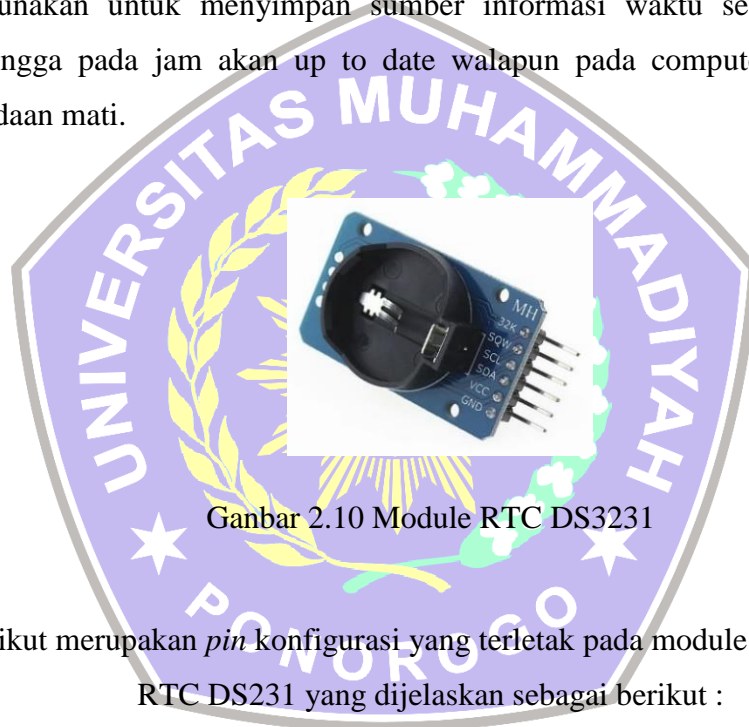 unakan untuk menyimpan sumber informasi waktu se
ngga pada jam akan up to date walapun pada compute
daan mati.
UNIVERSITAS MUHAMMADIYAH
MH
32K
SQW
SCL
SDA
VCC
GND
Ganbar 2.10 Module RTC DS3231
PONOROGO
ikut merupakan pin konfigurasi yang terletak pada module
RTC DS231 yang dijelaskan sebagai berikut :